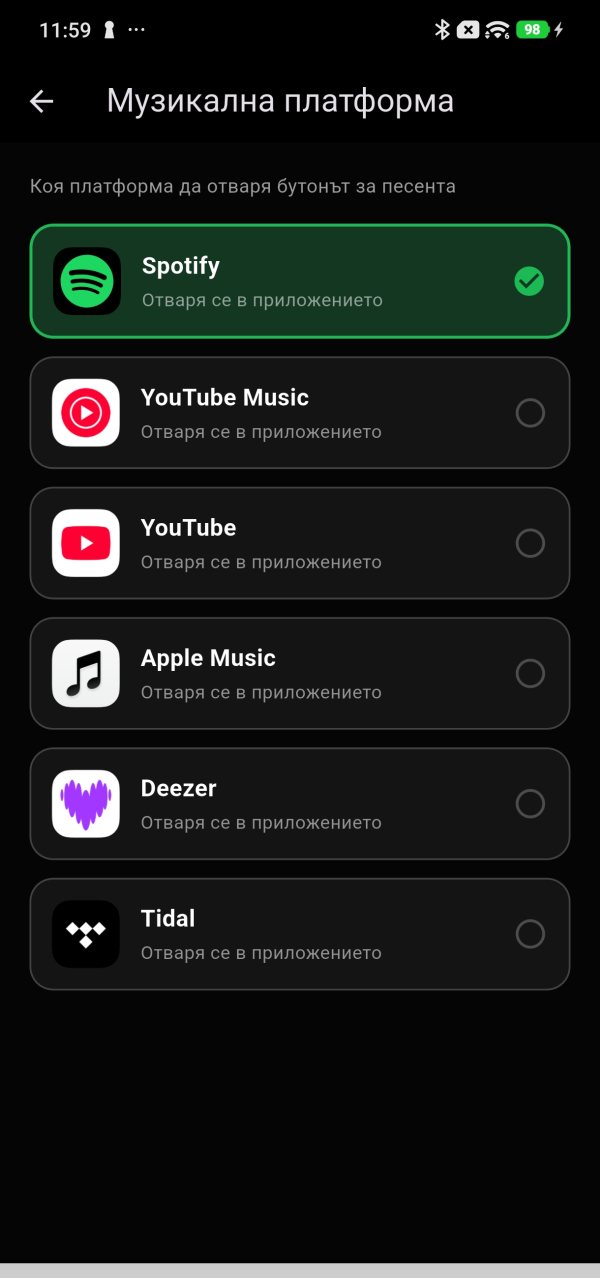 11:59
98
Музикална платформа
Коя платформа да отваря бутонът за песента
Spotify
Отваря се в приложението
YouTube Music
Отваря се в приложението
YouTube
Отваря се в приложението
Apple Music
Отваря се в приложението
Deezer
Отваря се в приложението
Tidal
Отваря се в приложението